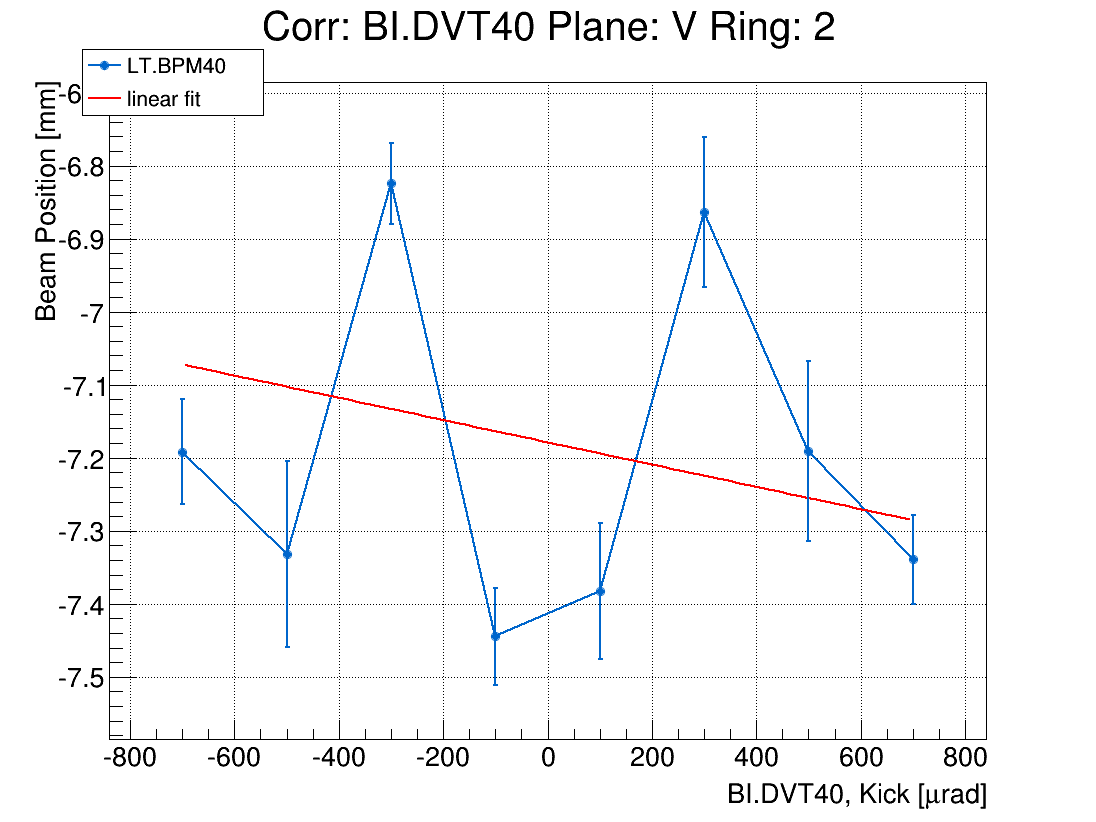 Corr: BI.DVT40 Plane: V Ring: 2
LT.BPM40
linear fit
Beam Position [mm]
-6
-6.8
-6.9
-7
-7.1
-7.2
-7.3
-7.4
-7.5
-800 -600 -400 -200 0 200 400 600 800
BI.DVT40, Kick [μrad]